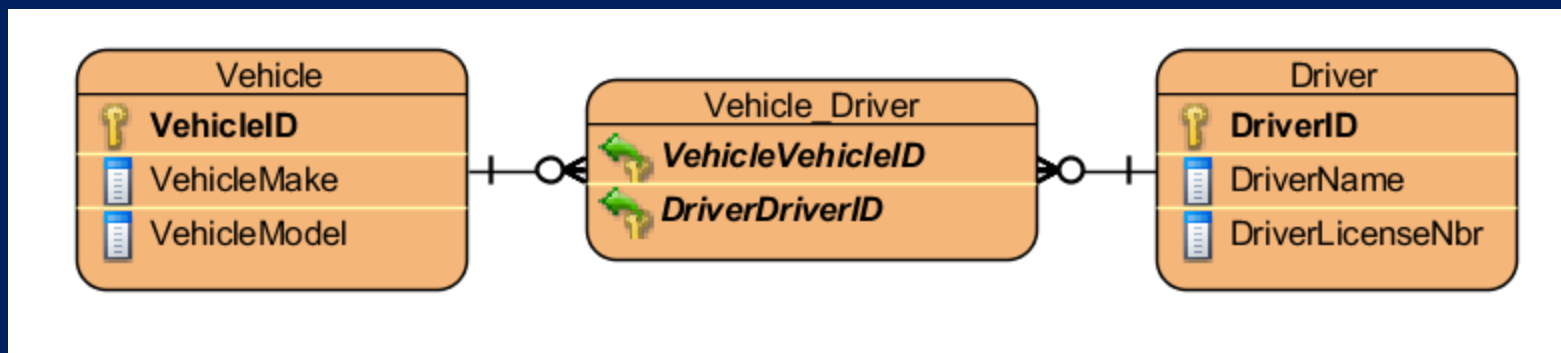 Vehicle
VehicleID
VehicleMake
VehicleModel
Vehicle_Driver
VehicleVehicleID
DriverDriverID
Driver
DriverID
DriverName
DriverLicenseNbr